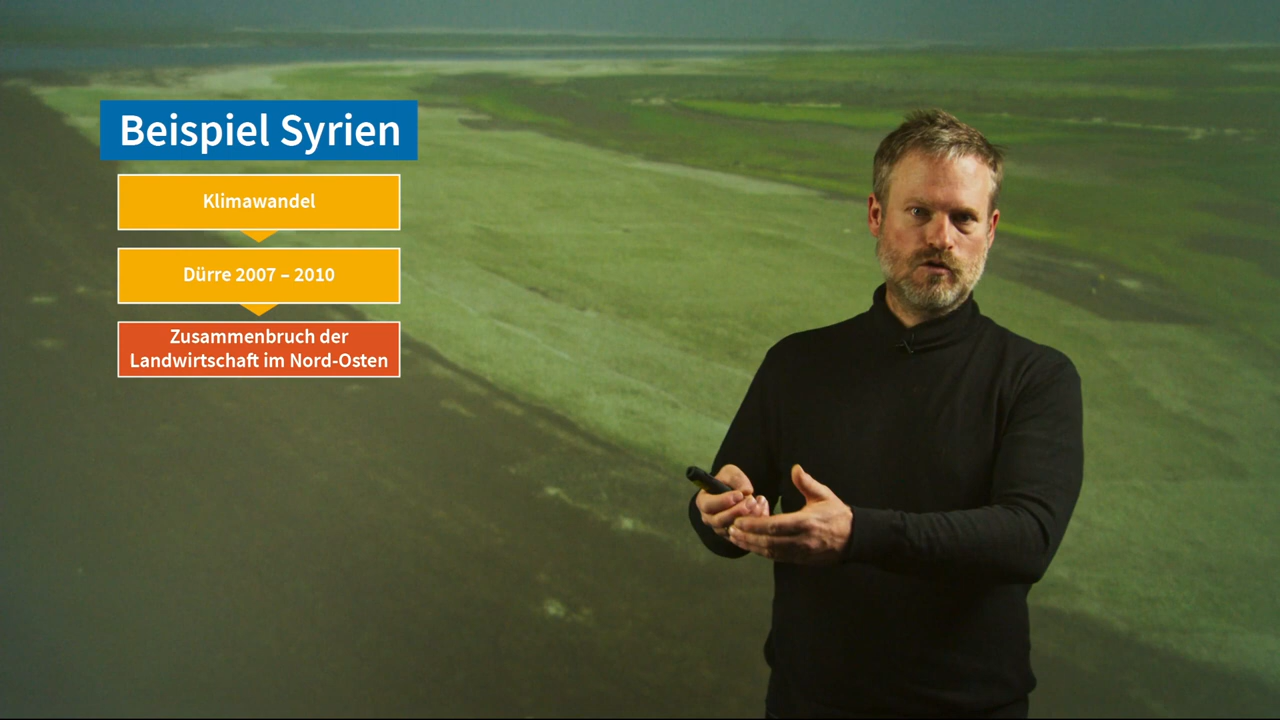 Beispiel Syrien
Klimawandel
Dürre 2007 – 2010
Zusammenbruch der
Landwirtschaft im Nord-Osten